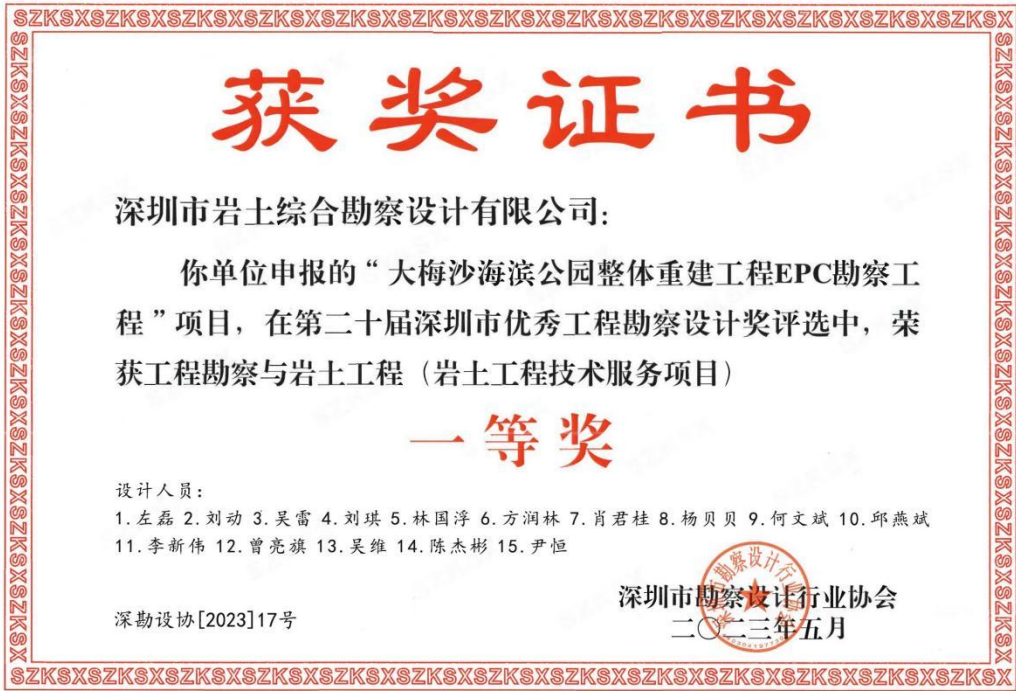 SZKSXSZKSXSZKSXSZKSXSZKSXSZKSXSZKSXSZKSXSZKSX
获奖证书
深圳市岩土综合勘察设计有限公司：
你单位申报的“大梅沙海滨公园整体重建工程EPC勘察工
程”项目，在第二十届深圳市优秀工程勘察设计奖评选中，荣
获工程勘察与岩土工程（岩土工程技术服务项目）
一等奖
设计人员：
1.左磊 2.刘动 3.吴雷 4.刘琪 5.林国浮 6.方润林 7.肖君桂 8.杨贝贝 9.何文斌 10.邱燕斌
11.李新伟 12.曾亮旗 13.吴维 14.陈杰彬 15.尹恒
深勘设协[2023]17号
深圳市勘察设计行业协会
二〇二三年五月
SZKSXSZKSXSZKSXSZKSXSZKSXSZKSXSZKSXSZKSXSZKSX